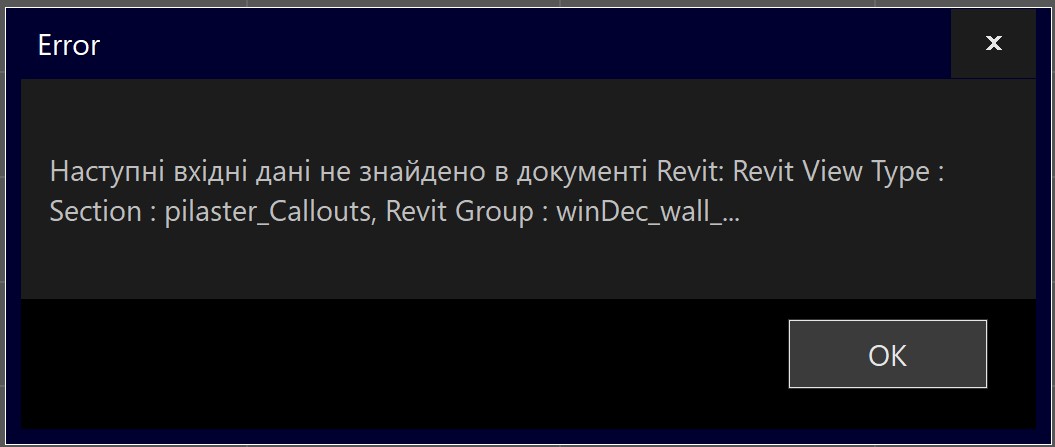 Error
x
Наступні вхідні дані не знайдено в документі Revit: Revit View Type :
Section : pilaster_Callouts, Revit Group : winDec_wall_...
OK